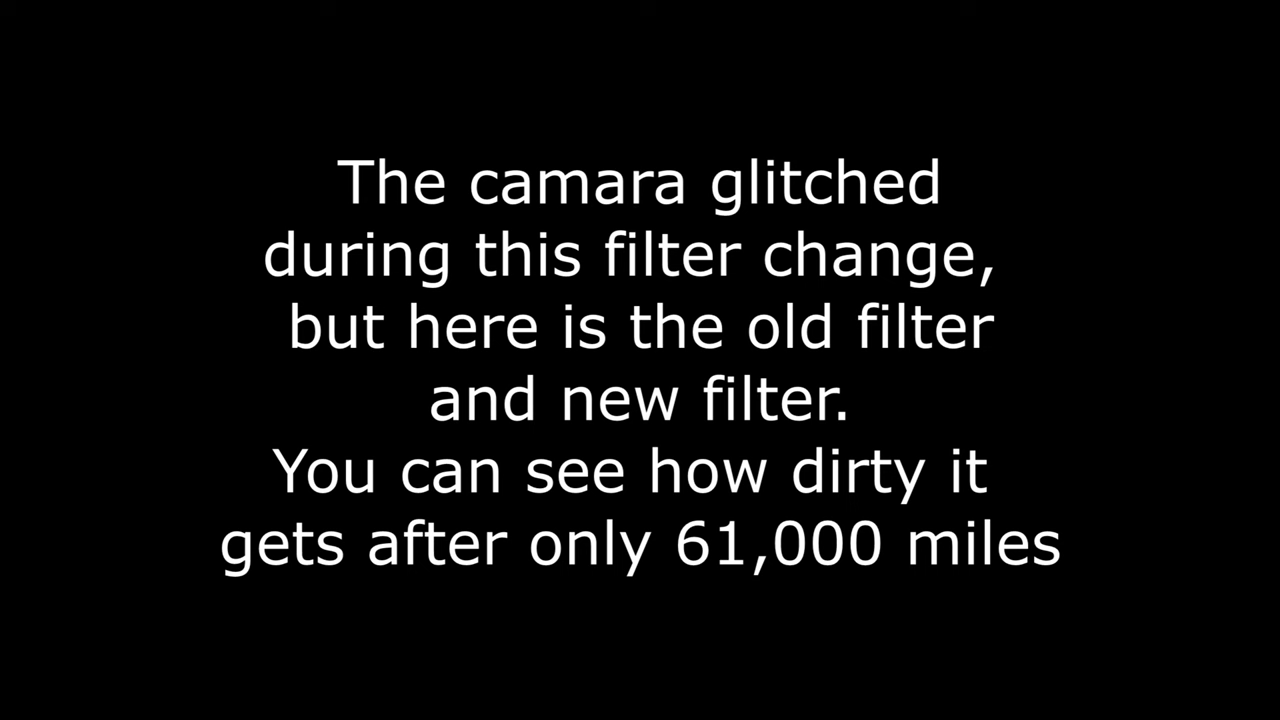 The camara glitched
during this filter change,
but here is the old filter
and new filter.
You can see how dirty it
gets after only 61,000 miles